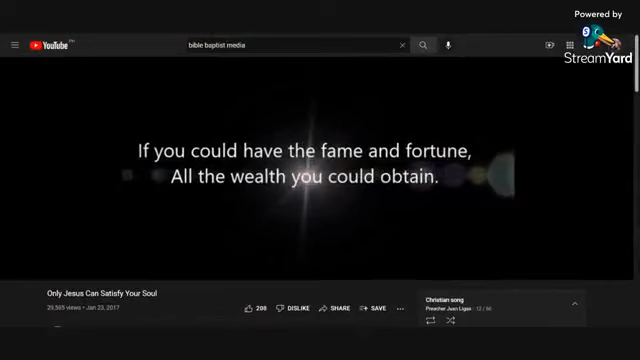 Powered by
StreamYard
YouTube
bible baptist media
If you could have the fame and fortune,
All the wealth you could obtain.
Only Jesus Can Satisfy Your Soul
29,565 views • Jan 23, 2017
208
DISLIKE
SHARE
SAVE
Christian song
Preacher Juan Ligas - 12 / 66